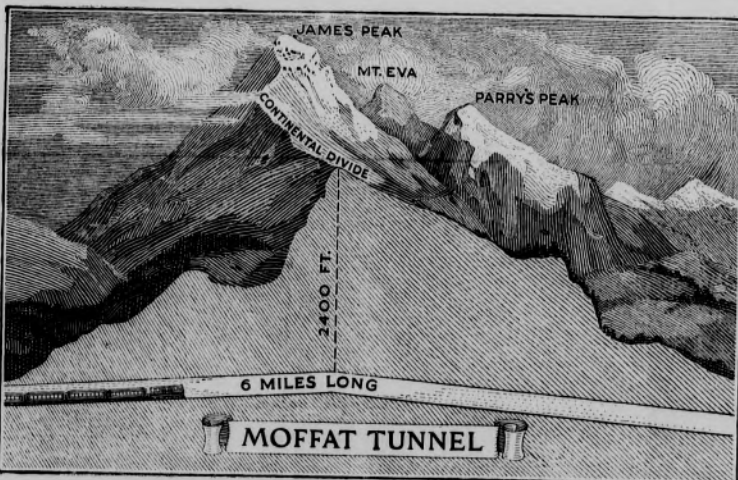 JAMES PEAK
MT. EVA
PARRY'S PEAK
CONTINENTAL DIVIDE
2400 FT.
6 MILES LONG
MOFFAT TUNNEL